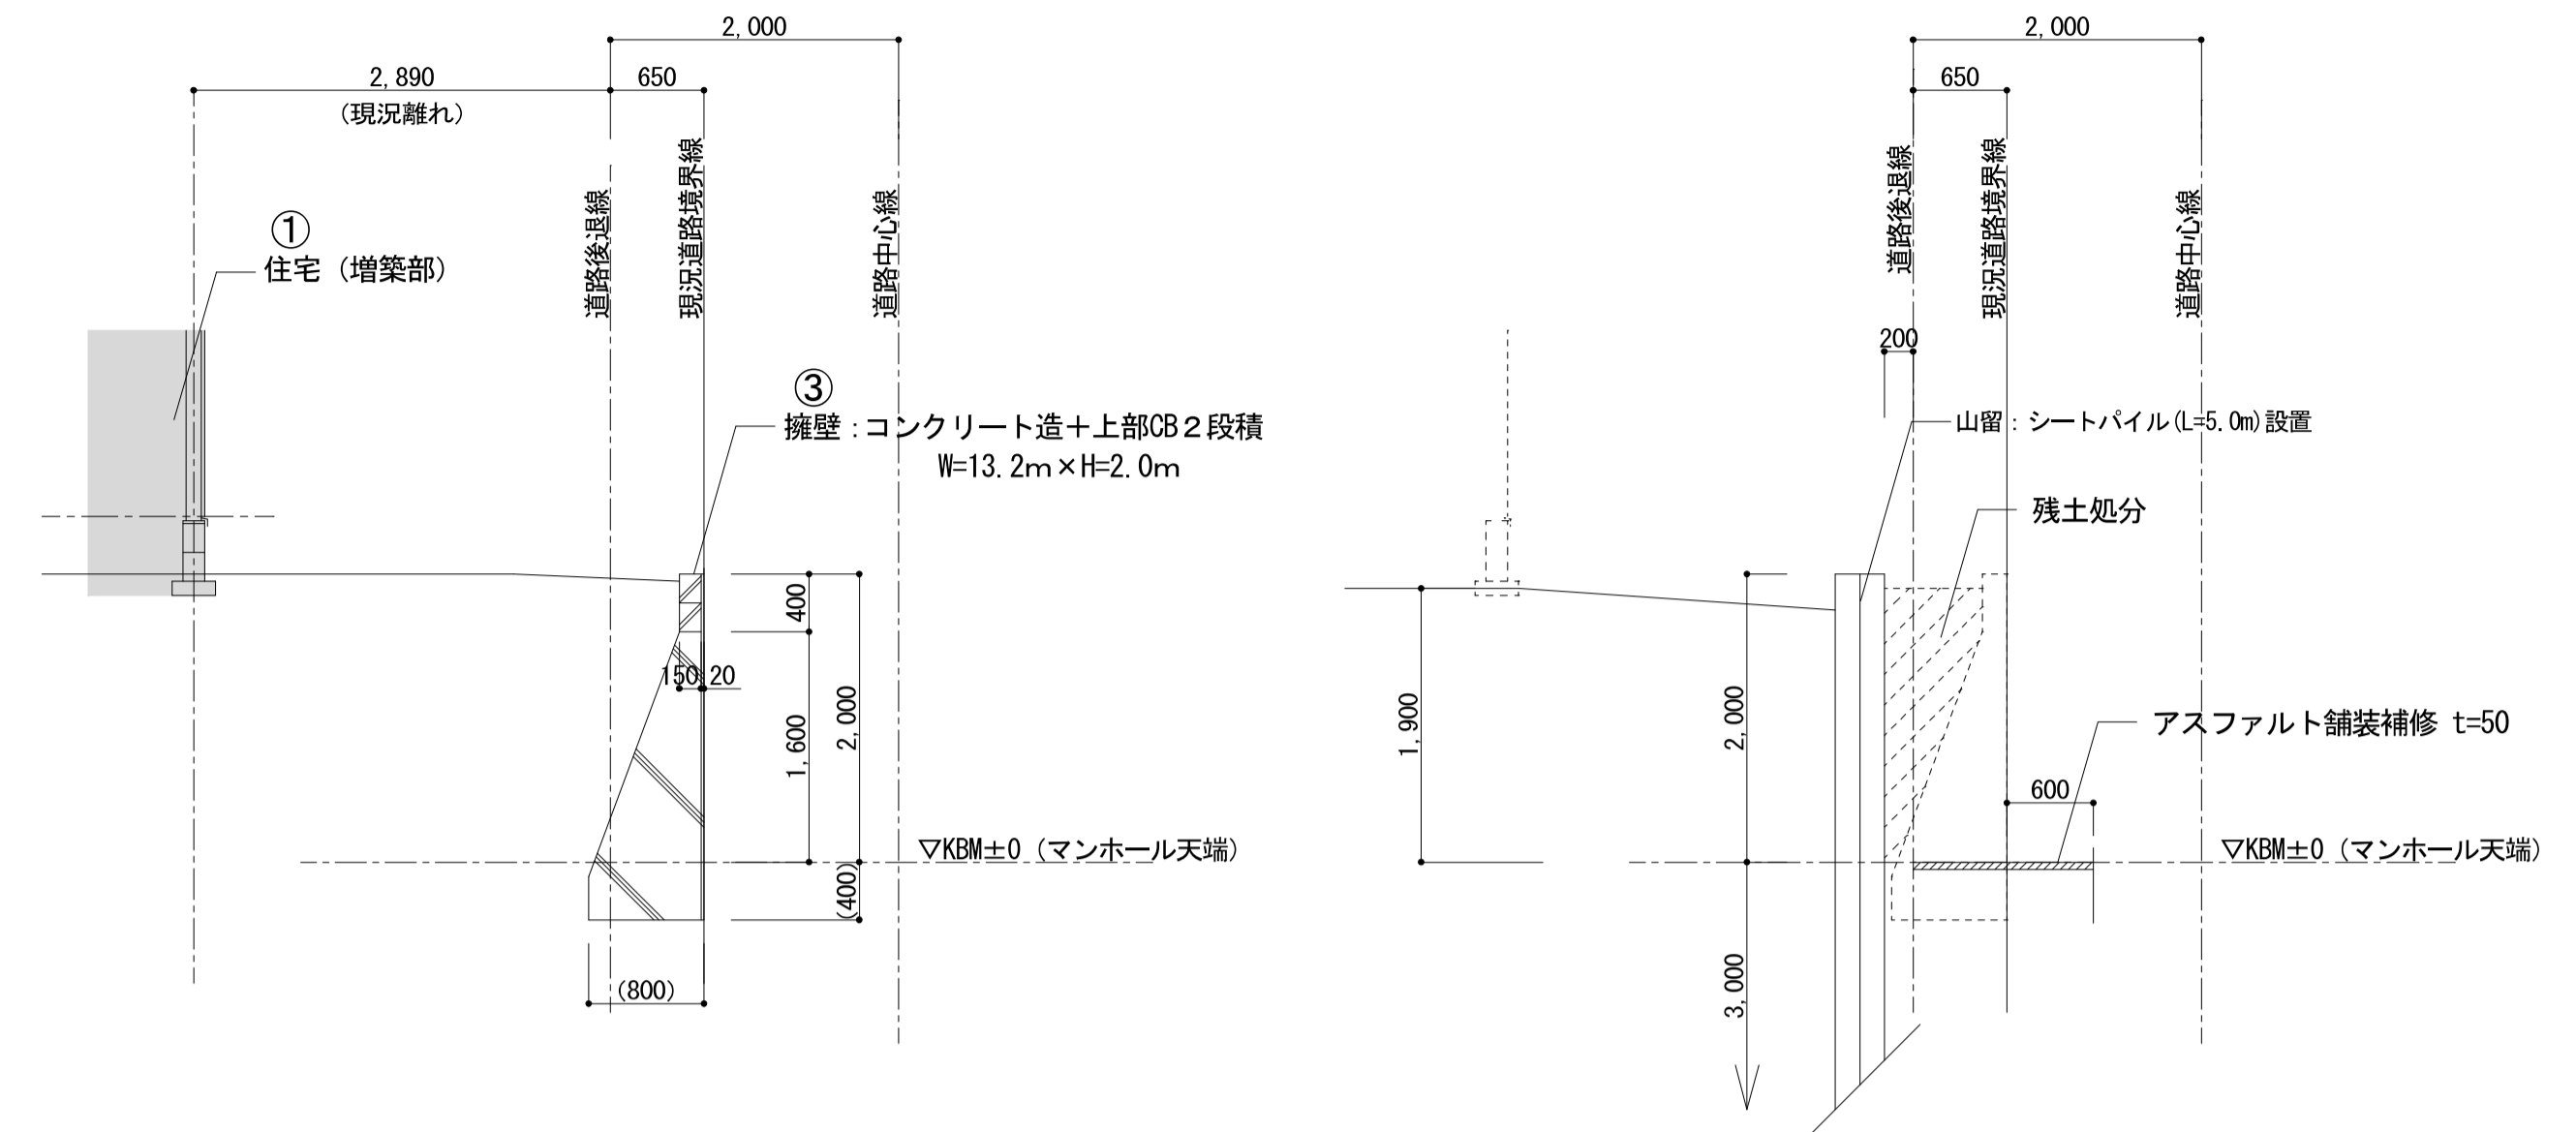 2,000
2,890
650
(現況離れ)
道路後退線
現況道路境界線
道路中心線
①
住宅（増築部）
③
擁壁：コンクリート造＋上部CB２段積
W=13.2ｍ×H=2.0ｍ
400
150
20
1,600
2,000
▽KBM±0（マンホール天端）
(400)
(800)
2,000
650
道路後退線
現況道路境界線
道路中心線
200
山留：シートパイル(L=5.0m)設置
残土処分
1,900
2,000
アスファルト舗装補修 t=50
600
▽KBM±0（マンホール天端）
3,000